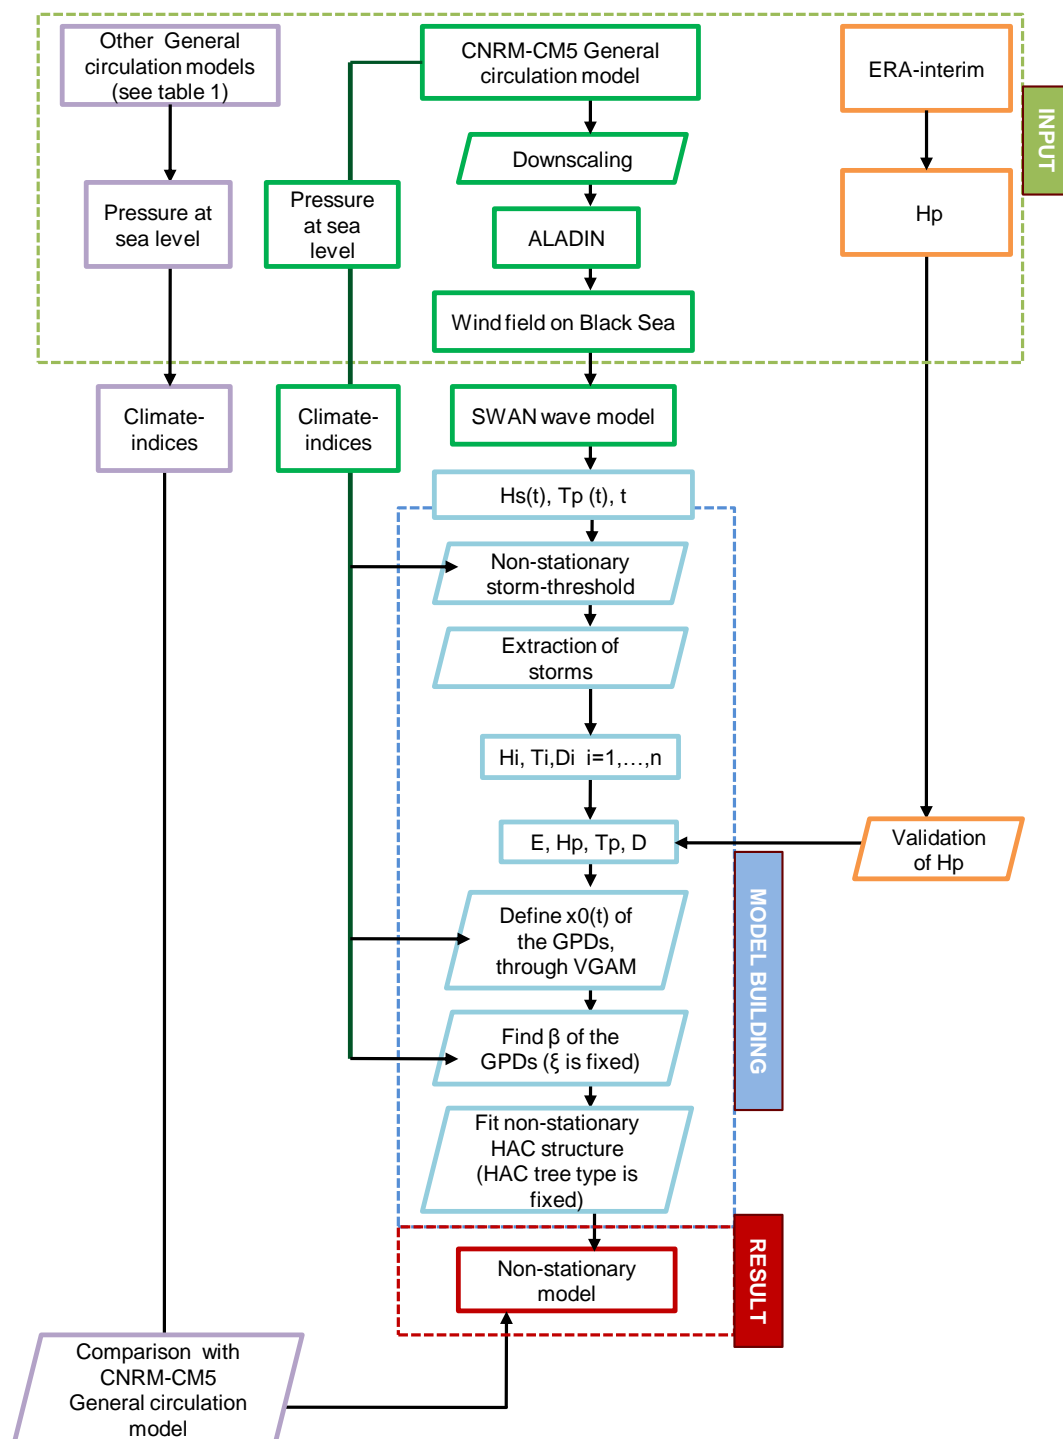 Other General
circulation models
(see table 1)
CNRM-CM5 General
circulation model
ERA-interim
INPUT
Downscaling
Pressure at
sea level
Pressure
at sea
level
ALADIN
Hp
Wind field on Black Sea
Climate-
indices
Climate-
indices
SWAN wave model
Hs(t), Tp (t), t
Non-stationary
storm-threshold
Extraction of
storms
Hi, Ti,Di i=1,...,n
E, Hp, Tp, D
Validation
of Hp
MODEL BUILDING
Define x0(t) of
the GPDs,
through VGAM
Find β of the
GPDs (ξ is fixed)
Fit non-stationary
HAC structure
(HAC tree type is
fixed)
RESULT
Non-stationary
model
Comparison with
CNRM-CM5
General circulation
model